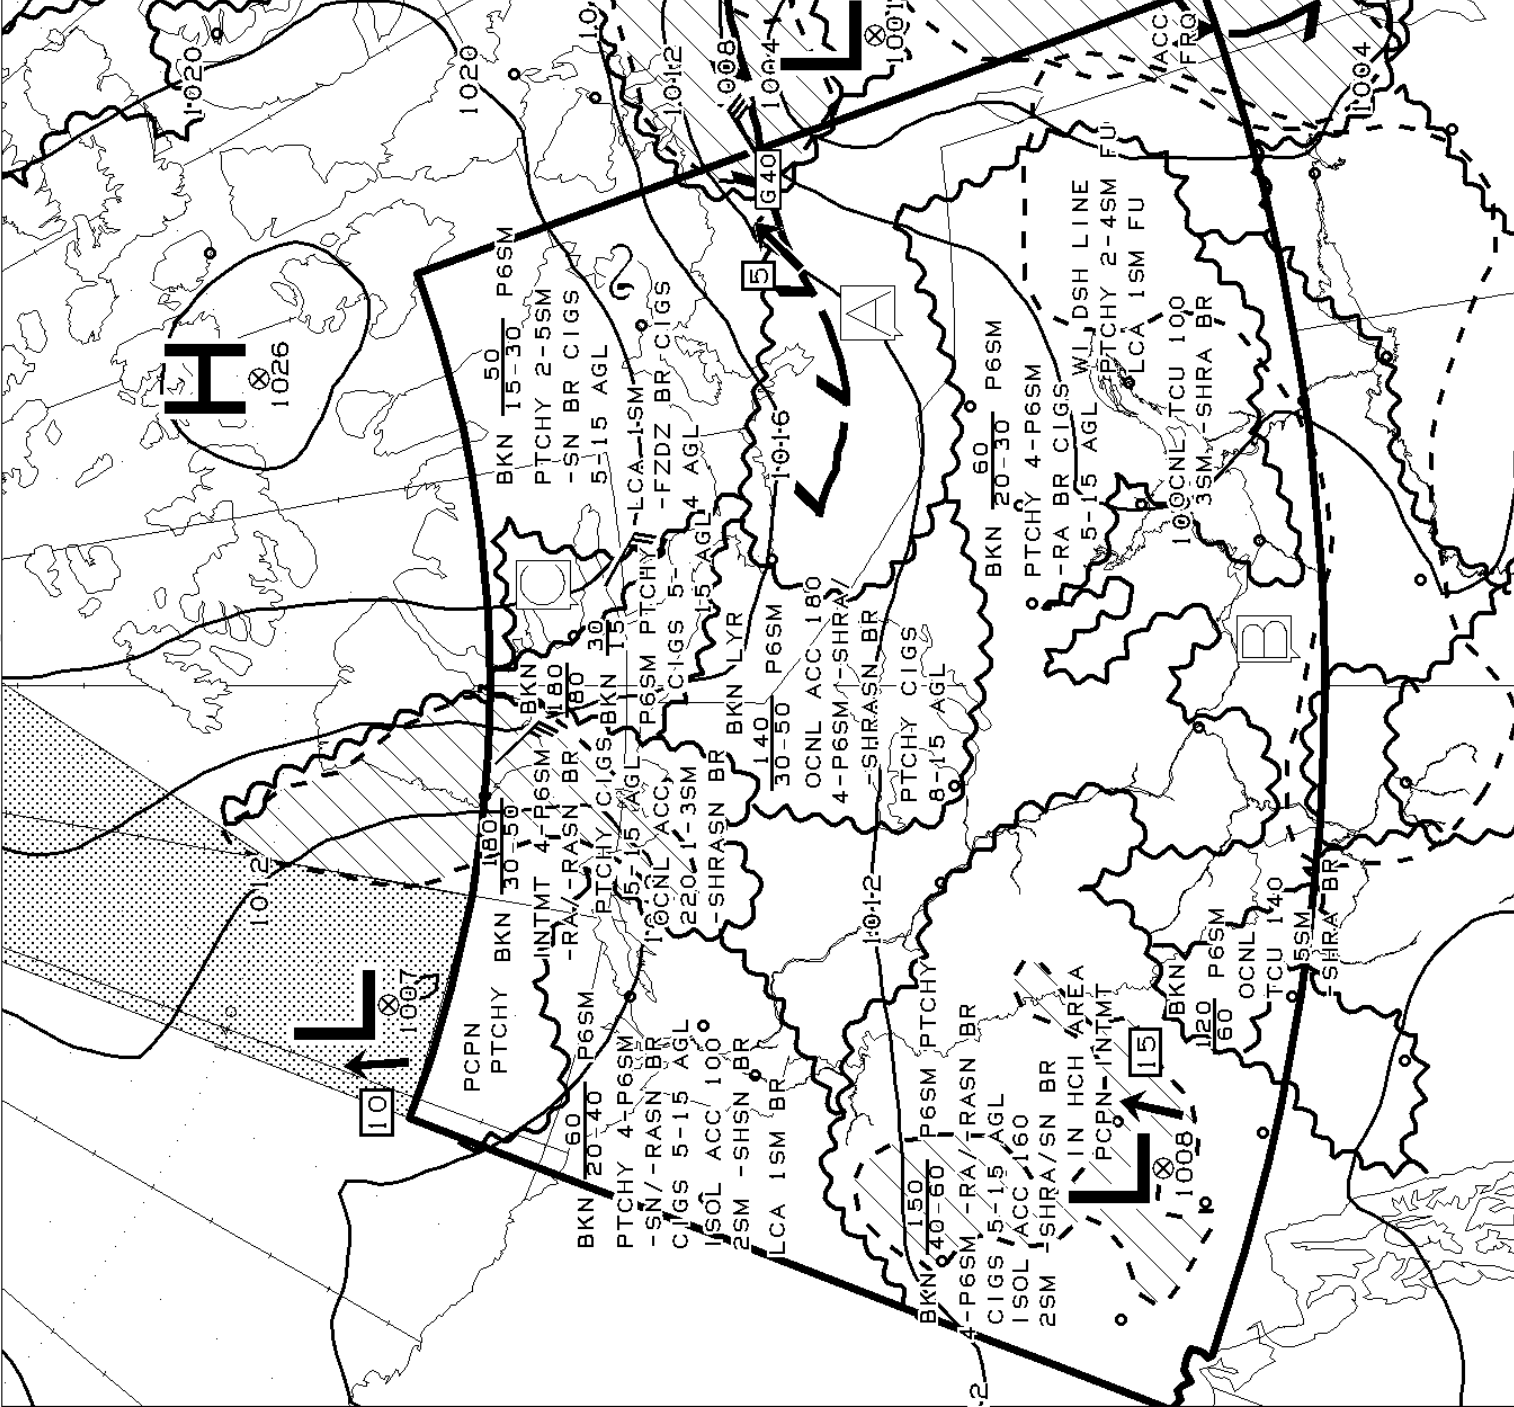 1020
1020
10
1012
1008
1004
1001
ACC
FRQ
1004
H
1026
L
G40
5
A
BKN 50 P6SM
15-30
PTCHY 2-5SM
-SN BR CIGS
5-15 AGL
LCA 1SM
-FZDZ BR CIGS
4 AGL
1016
BKN 60 P6SM
20-30
PTCHY 4-P6SM
-RA BR CIGS
5-15 AGL
WI DSH LINE
PTCHY 2-4SM FU
LCA 1SM FU
OCNL TCU 100
3SM -SHRA BR
C
BKN 30
180 15
P6SM PTCHY
CIGS 5-
15 AGL
BKN LYR
140 P6SM
30-50
OCNL ACC 180
4-P6SM -SHRA/
-SHRASN BR
PTCHY CIGS
8-15 AGL
B
PCPN
PTCHY BKN 180
30-50
INTMT 4-P6SM
-RA/-RASN BR
PTCHY CIGS
5-15 AGL
OCNL ACC
220 1-3SM
-SHRASN BR
BKN
180
1012
L
1007
10
BKN 60 P6SM
20-40
PTCHY 4-P6SM
-SN/-RASN BR
CIGS 5-15 AGL
ISOL ACC 100
2SM -SHSN BR
LCA 1SM BR
1012
BKN 150 P6SM PTCHY
40-60
4-P6SM -RA/-RASN BR
CIGS 5-15 AGL
ISOL ACC 160
2SM -SHRA/SN BR
IN HCH AREA
PCPN INTMT
15
L
1008
BKN
120 P6SM
60
OCNL
TCU 140
5SM
-SHRA BR
2